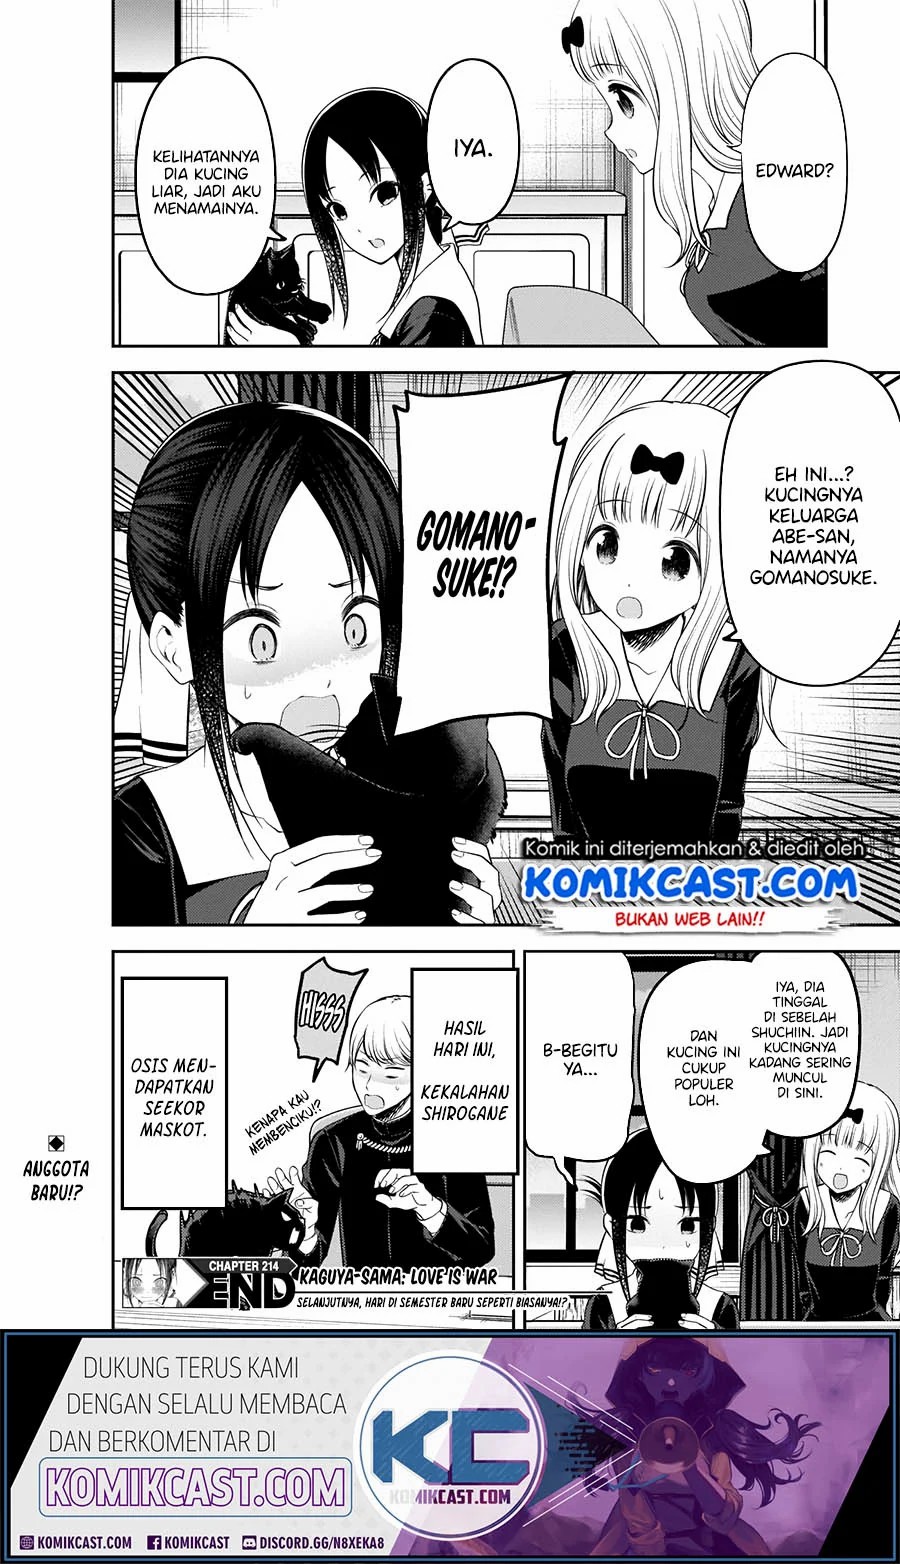 EDWARD?
IYA.
KELIHATANNYA
DIA KUCING
LIAR, JADI AKU
MENAMAINYA.
EH INI...?
KUCINGNYA
KELUARGA
ABE-SAN,
NAMANYA
GOMANOSUKE.
GOMANO-
SUKE!?
Komik ini diterjemahkan & diedit oleh
KOMIKCAST.COM
BUKAN WEB LAIN!!
IYA, DIA
TINGGAL
DI SEBELAH
SHUCHIIN. JADI
KUCINGNYA
KADANG SERING
MUNCUL
DI SINI.
DAN
KUCING INI
CUKUP
POPULER
LOH.
B-BEGITU
YA...
HASIL
HARI INI,
KEKALAHAN
SHIROGANE
HISSS
KENAPA KAU
MEMBENCIKU!?
OSIS MEN-
DAPATKAN
SEEKOR
MASKOT.
ANGGOTA
BARU!?
CHAPTER 214
END
KAGUYA-SAMA: LOVE IS WAR
SELANJUTNYA, HARI DI SEMESTER BARU SEPERTI BIASANYA!?
DUKUNG TERUS KAMI
DENGAN SELALU MEMBACA
DAN BERKOMENTAR DI
KOMIKCAST.COM
KC
KOMIKCAST.COM
KOMIKCAST.COM
KOMIKCAST
DISCORD.GG/N8XEKA8